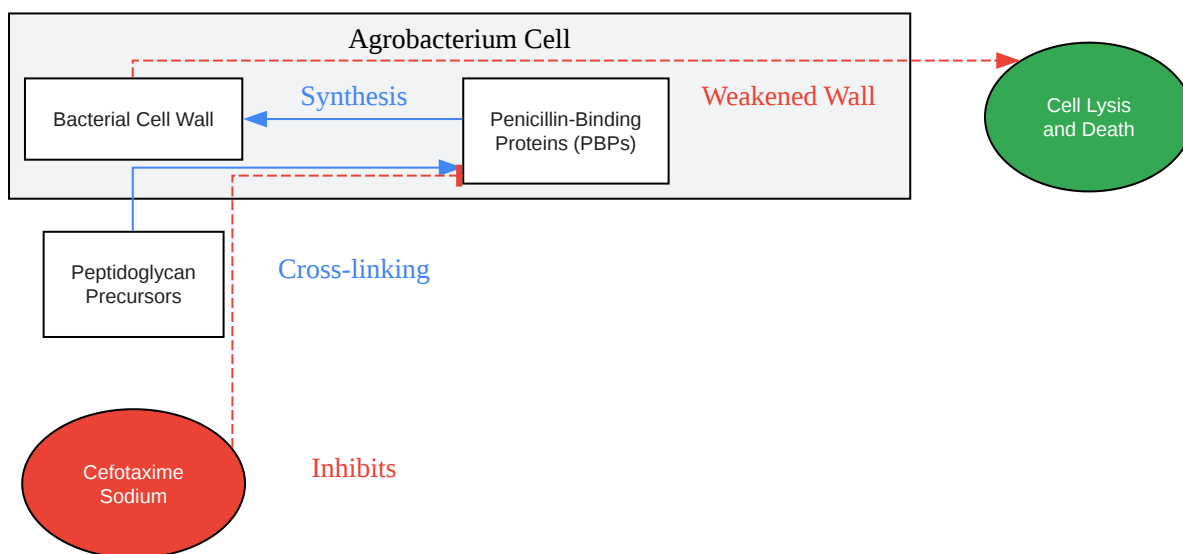 Agrobacterium Cell
Synthesis
Weakened Wall
Bacterial Cell Wall
Penicillin-Binding
Proteins (PBPs)
Cell Lysis
and Death
Peptidoglycan
Precursors
Cross-linking
Cefotaxime
Sodium
Inhibits